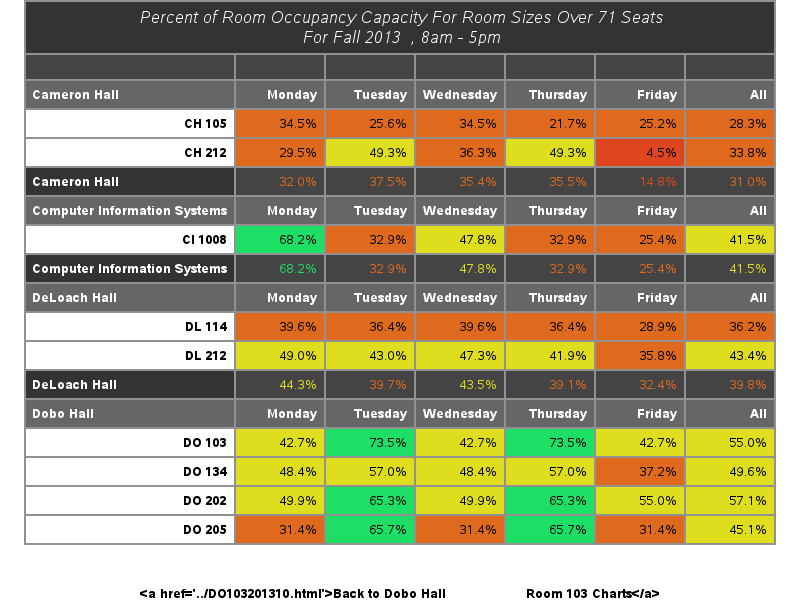 Percent of Room Occupancy Capacity For Room Sizes Over 71 Seats
For Fall 2013 , 8am - 5pm
Cameron Hall Monday Tuesday Wednesday Thursday Friday All
CH 105 34.5% 25.6% 34.5% 21.7% 25.2% 28.3%
CH 212 29.5% 49.3% 36.3% 49.3% 4.5% 33.8%
Cameron Hall 32.0% 37.5% 35.4% 35.5% 14.8% 31.0%
Computer Information Systems Monday Tuesday Wednesday Thursday Friday All
CI 1008 68.2% 32.9% 47.8% 32.9% 25.4% 41.5%
Computer Information Systems 68.2% 32.9% 47.8% 32.9% 25.4% 41.5%
DeLoach Hall Monday Tuesday Wednesday Thursday Friday All
DL 114 39.6% 36.4% 39.6% 36.4% 28.9% 36.2%
DL 212 49.0% 43.0% 47.3% 41.9% 35.8% 43.4%
DeLoach Hall 44.3% 39.7% 43.5% 39.1% 32.4% 39.8%
Dobo Hall Monday Tuesday Wednesday Thursday Friday All
DO 103 42.7% 73.5% 42.7% 73.5% 42.7% 55.0%
DO 134 48.4% 57.0% 48.4% 57.0% 37.2% 49.6%
DO 202 49.9% 65.3% 49.9% 65.3% 55.0% 57.1%
DO 205 31.4% 65.7% 31.4% 65.7% 31.4% 45.1%
<a href='../DO103201310.html'>Back to Dobo Hall Room 103 Charts</a>